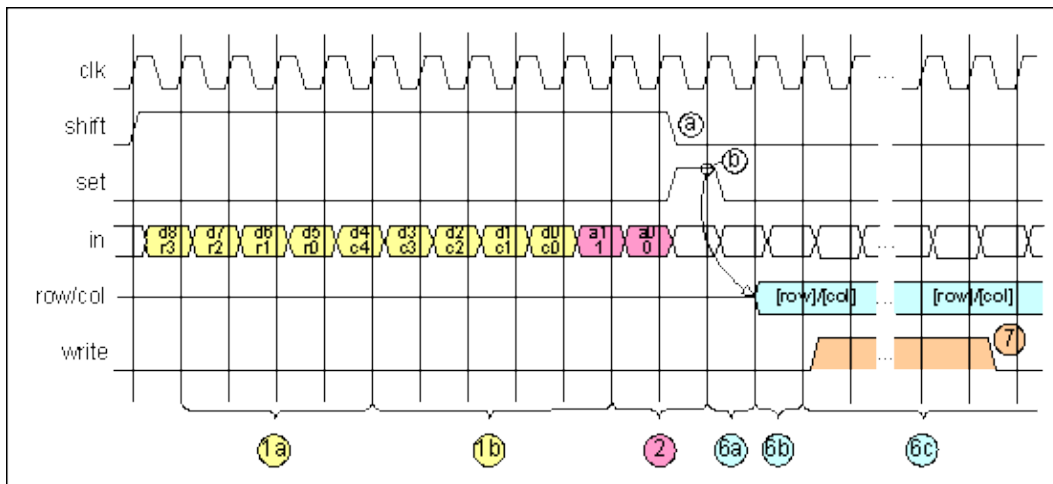 clk
...
shift
a
set
b
in
d8 d7 d6 d5 d4 d3 d2 d1 d0 a1 a0
r3 r2 r1 r0 c4 c3 c2 c1 c0 1 0
...
row/col
[row]/[col] ... [row]/[col]
write
...
7
1a 1b 2 6a 6b 6c